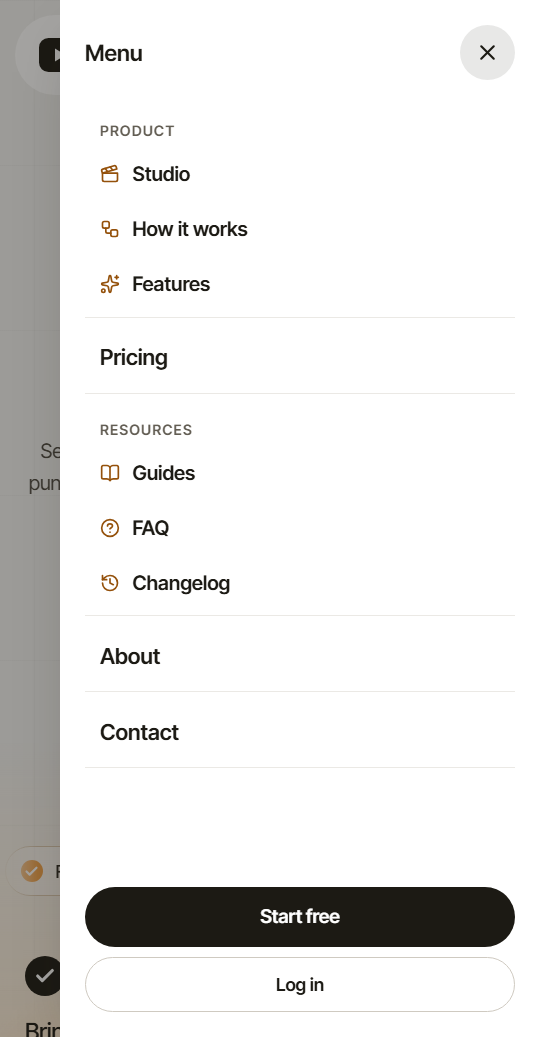 Menu
PRODUCT
Studio
How it works
Features
Pricing
RESOURCES
Guides
FAQ
Changelog
About
Contact
Start free
Log in